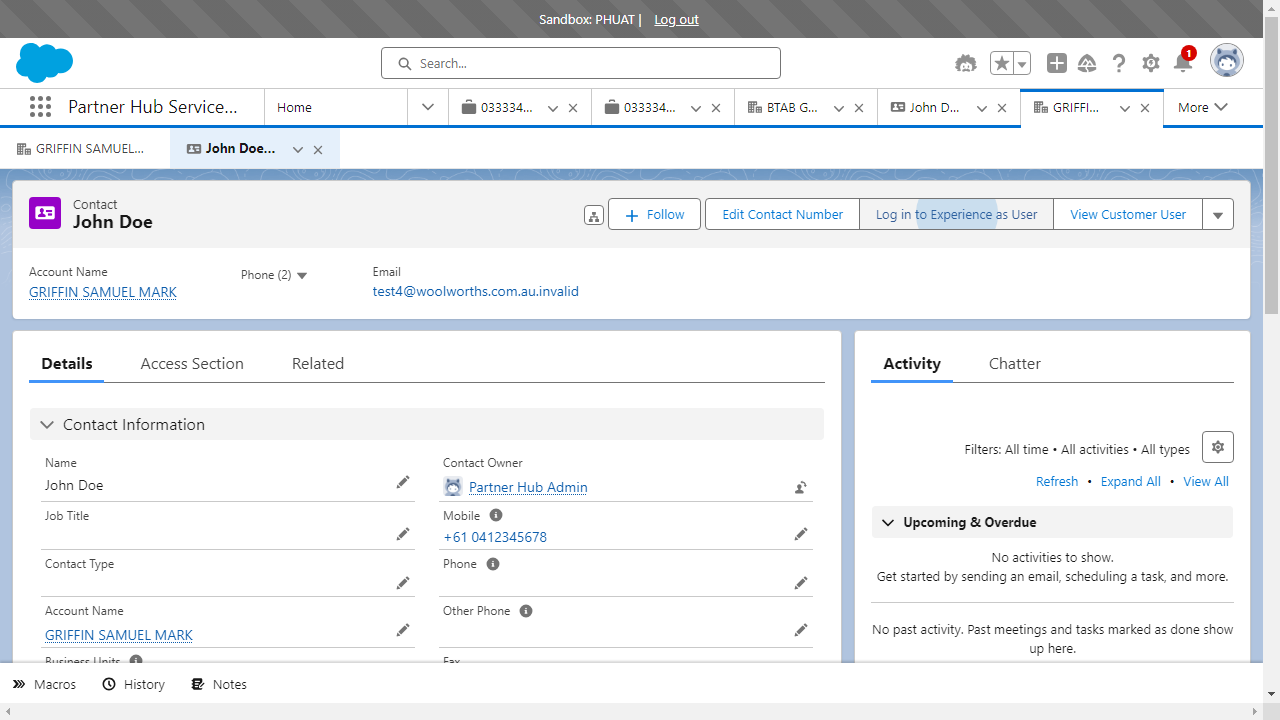 Sandbox: PHUAT | Log out
Search...
1
Partner Hub Service...
Home
033334...
033334...
BTAB G...
John D...
GRIFFI...
More
GRIFFIN SAMUEL...
John Doe...
Contact
John Doe
Follow
Edit Contact Number
Log in to Experience as User
View Customer User
Account Name
GRIFFIN SAMUEL MARK
Phone (2)
Email
test4@woolworths.com.au.invalid
Details
Access Section
Related
Contact Information
Name
John Doe
Contact Owner
Partner Hub Admin
Job Title
Mobile
+61 0412345678
Contact Type
Phone
Account Name
GRIFFIN SAMUEL MARK
Other Phone
Business Units
Fax
Activity
Chatter
Filters: All time • All activities • All types
Refresh • Expand All • View All
Upcoming & Overdue
No activities to show.
Get started by sending an email, scheduling a task, and more.
No past activity. Past meetings and tasks marked as done show
up here.
Macros
History
Notes